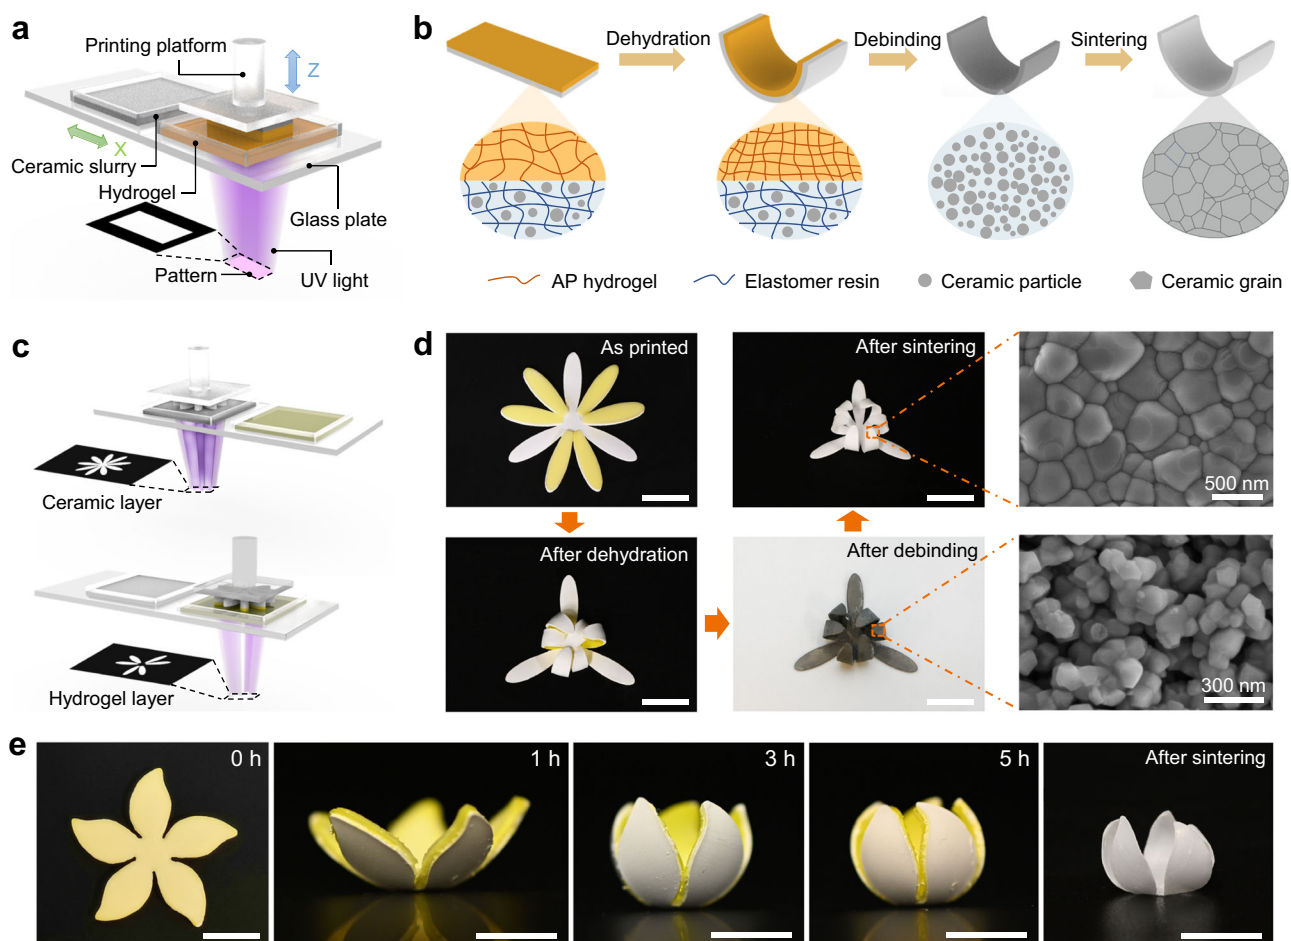 a
Printing platform
Z
X
Ceramic slurry
Hydrogel
Glass plate
Pattern
UV light
b
Dehydration
Debinding
Sintering
AP hydrogel
Elastomer resin
Ceramic particle
Ceramic grain
c
Ceramic layer
Hydrogel layer
d
As printed
After sintering
500 nm
After dehydration
After debinding
300 nm
e
0 h
1 h
3 h
5 h
After sintering